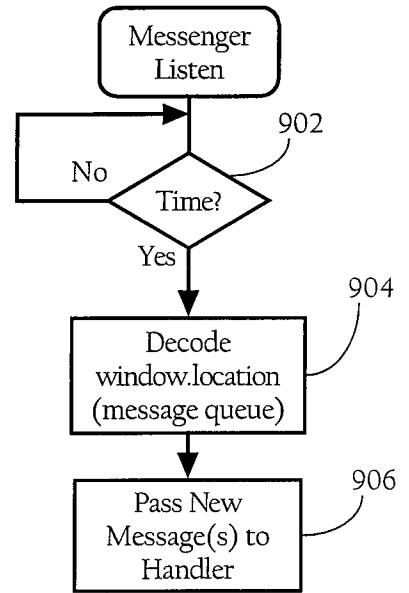 Messenger
Listen
902
No
Time?
Yes
904
Decode
window.location
(message queue)
906
Pass New
Message(s) to
Handler